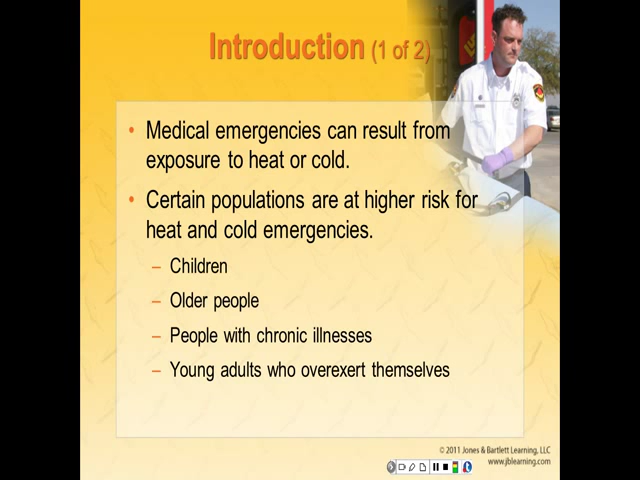 Introduction (1 of 2)
• Medical emergencies can result from
exposure to heat or cold.
• Certain populations are at higher risk for
heat and cold emergencies.
– Children
– Older people
– People with chronic illnesses
– Young adults who overexert themselves
© 2011 Jones & Bartlett Learning, LLC
www.jblearning.com